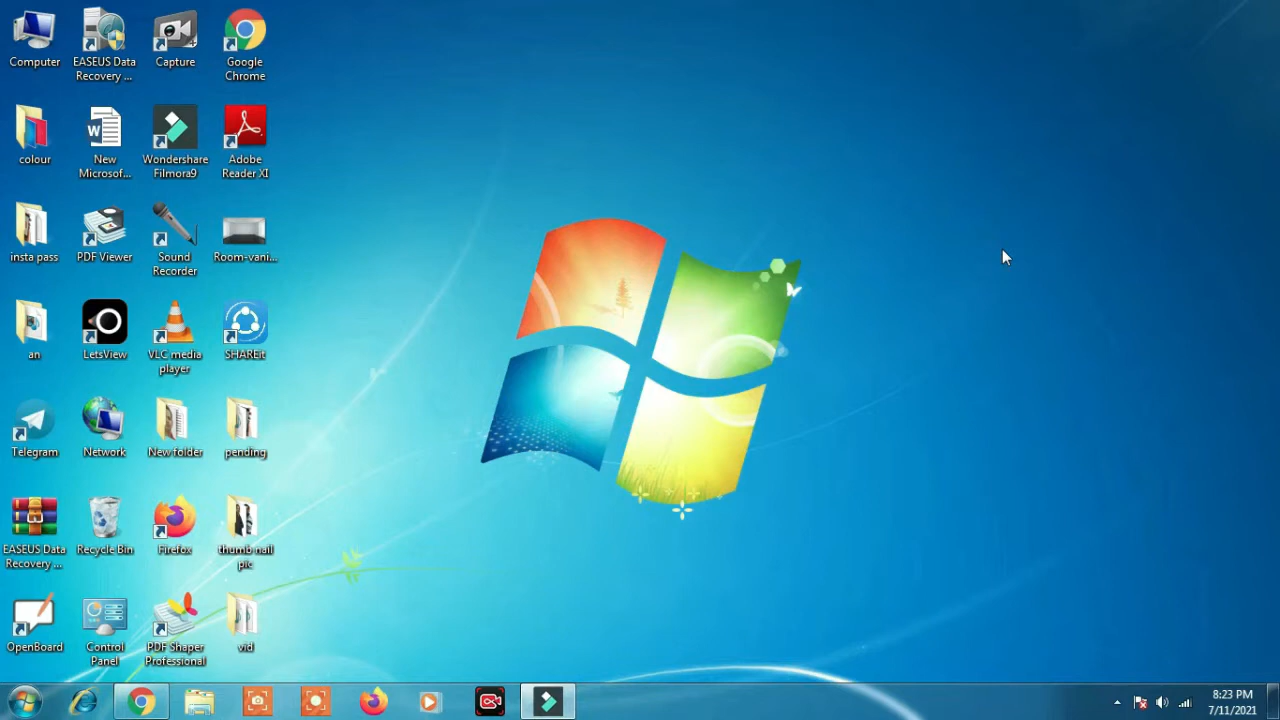 Computer
EASEUS Data
Recovery ...
Capture
Google
Chrome
colour
New
Microsof...
Wondershare
Filmora9
Adobe
Reader XI
insta pass
PDF Viewer
Sound
Recorder
Room-vani...
an
LetsView
VLC media
player
SHAREit
Telegram
Network
New folder
pending
EASEUS Data
Recovery ...
Recycle Bin
Firefox
thumb nail
pic
OpenBoard
Control
Panel
PDF Shaper
Professional
vid
8:23 PM
7/11/2021